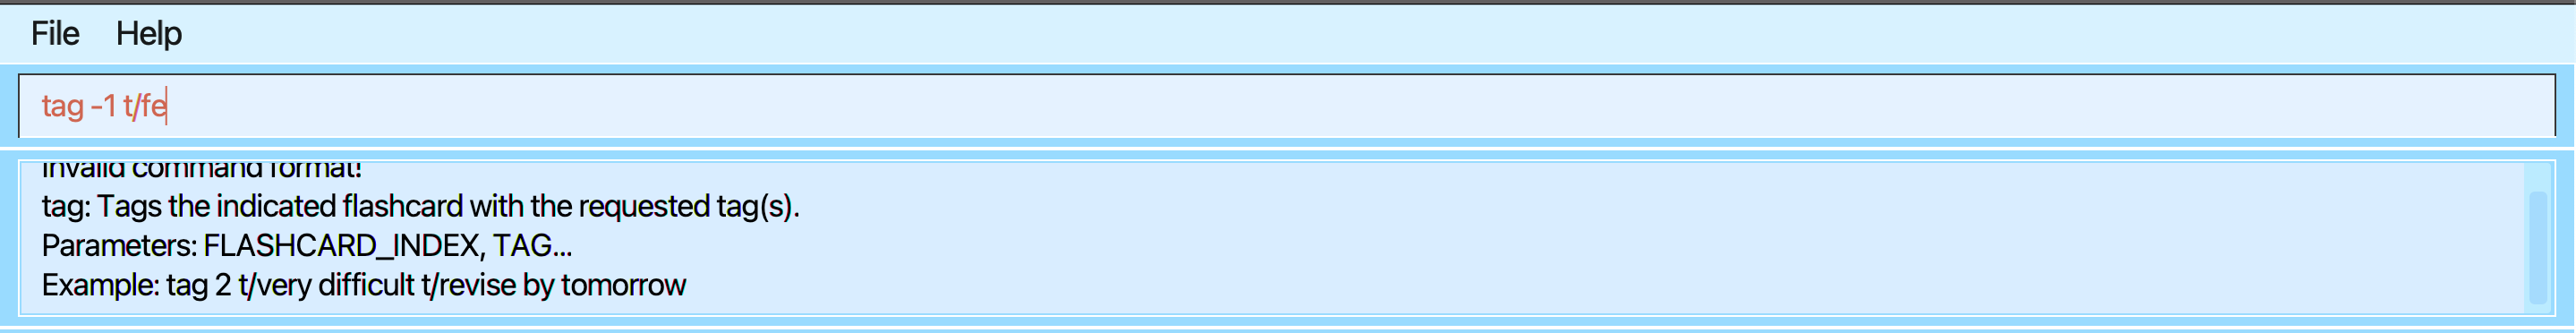 File Help
tag -1 t/fe
Invalid command format!
tag: Tags the indicated flashcard with the requested tag(s).
Parameters: FLASHCARD_INDEX, TAG...
Example: tag 2 t/very difficult t/revise by tomorrow